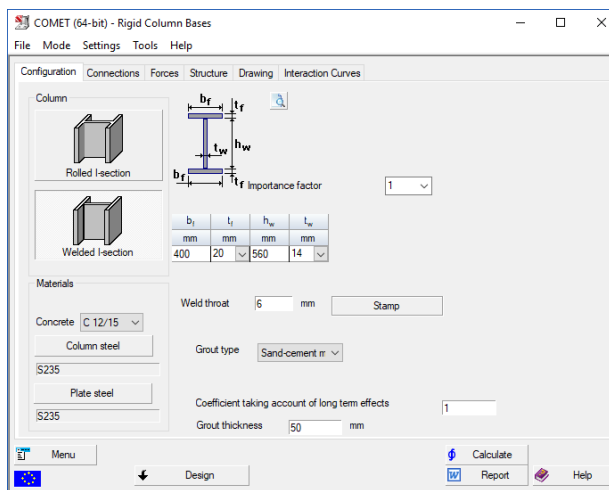 COMET (64-bit) - Rigid Column Bases
File Mode Settings Tools Help
Configuration Connections Forces Structure Drawing Interaction Curves
Column
Rolled I-section
Welded I-section
bf
tf
tw
hw
bf
tf
Importance factor 1
bf tf hw tw
mm mm mm mm
400 20 560 14
Materials
Concrete C 12/15
Column steel
S235
Plate steel
S235
Weld throat 6 mm Stamp
Grout type Sand-cement
Coefficient taking account of long term effects 1
Grout thickness 50 mm
Menu Calculate
Design W Report Help